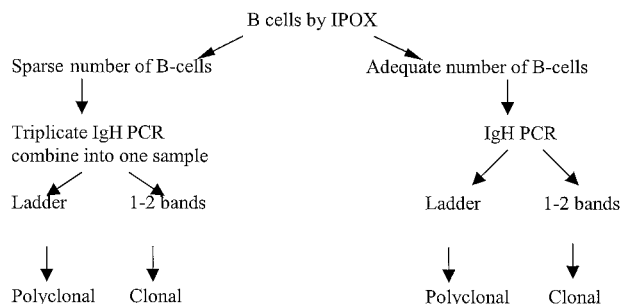 B cells by IPOX
Sparse number of B-cells
Adequate number of B-cells
Triplicate IgH PCR
combine into one sample
IgH PCR
Ladder
1-2 bands
Ladder
1-2 bands
Polyclonal
Clonal
Polyclonal
Clonal